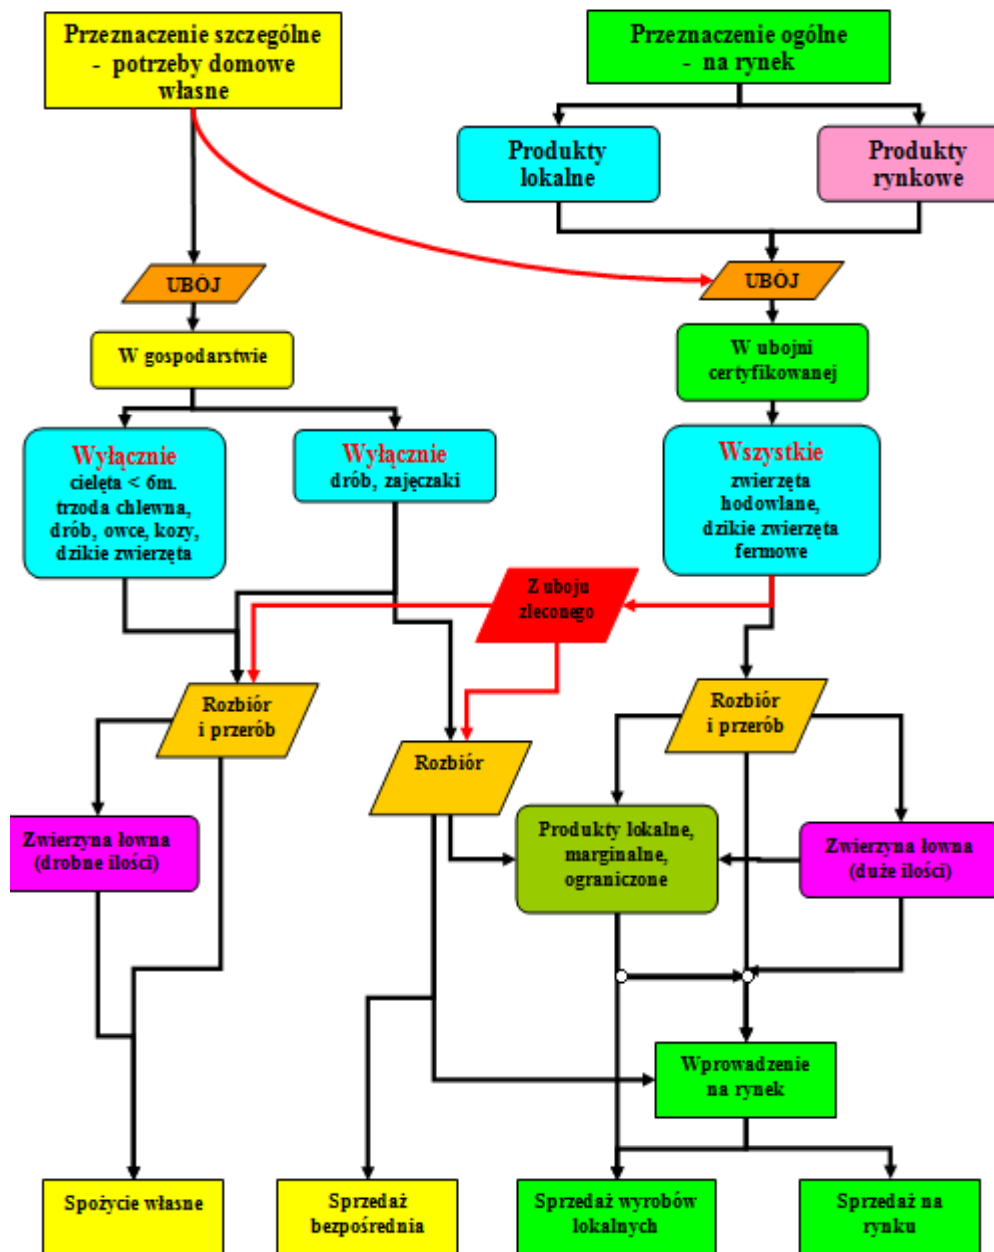 Przeznaczenie szczególne
- potrzeby domowe
własne
Przeznaczenie ogólne
- na rynek
Produkty
lokalne
Produkty
rynkowe
UBÓJ
UBÓJ
W gospodarstwie
W ubojni
certyfikowanej
Wyłącznie
cielęta < 6m.
trzoda chlewna,
drób, owce, kozy,
dzikie zwierzęta
Wyłącznie
drób, zajęczaki
Wszystkie
zwierzęta
hodowlane,
dzikie zwierzęta
fermowe
Z uboju
zleconego
Rozbiór
i przerób
Rozbiór
Rozbiór
i przerób
Zwierzyna łowna
(drobne ilości)
Produkty lokalne,
marginalne,
ograniczone
Zwierzyna łowna
(duże ilości)
Wprowadzenie
na rynek
Spożycie własne
Sprzedaż
bezpośrednia
Sprzedaż wyrobów
lokalnych
Sprzedaż na
rynku